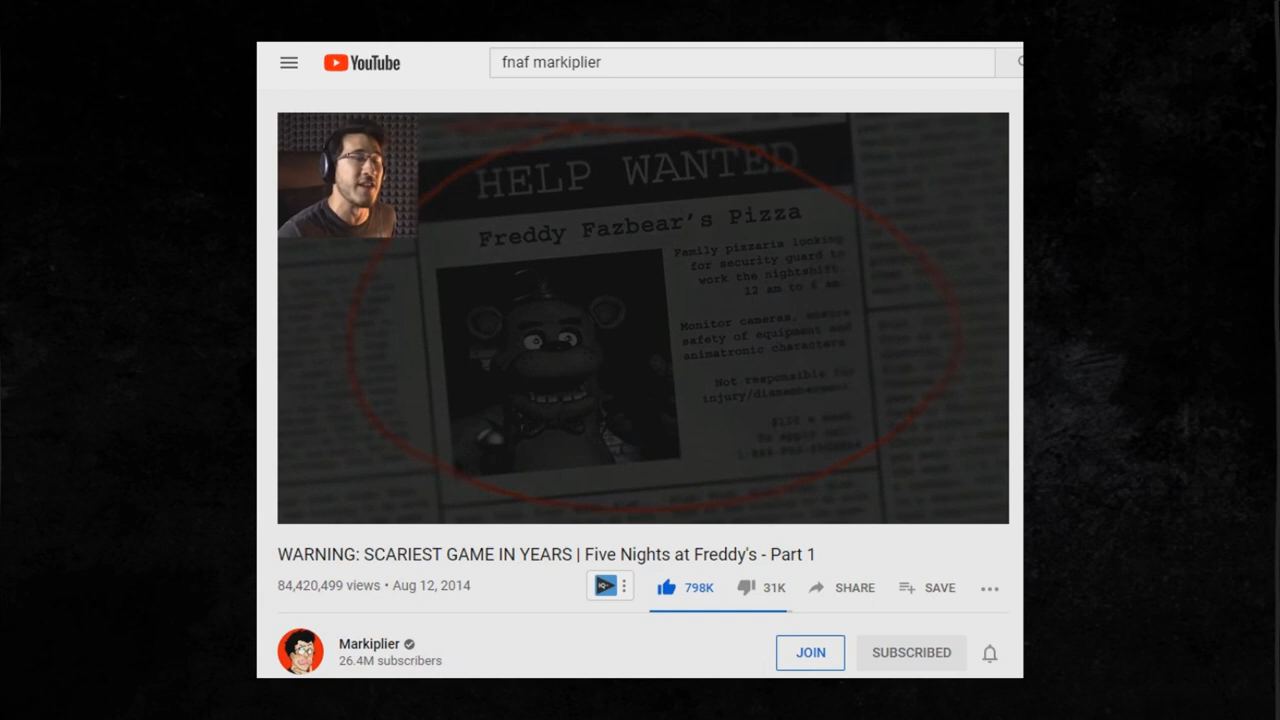 YouTube
fnaf markiplier
HELP WANTED
Freddy Fazbear's Pizza
Family pizzaria looking
for security guard to
work the nightshift.
12 am to 6 am.
Monitor cameras, ensure
safety of equipment and
animatronic characters.
Not responsible for
injury/dismemberment.
$120 a week
WARNING: SCARIEST GAME IN YEARS | Five Nights at Freddy's - Part 1
84,420,499 views • Aug 12, 2014
798K
31K
SHARE
SAVE
Markiplier
26.4M subscribers
JOIN
SUBSCRIBED